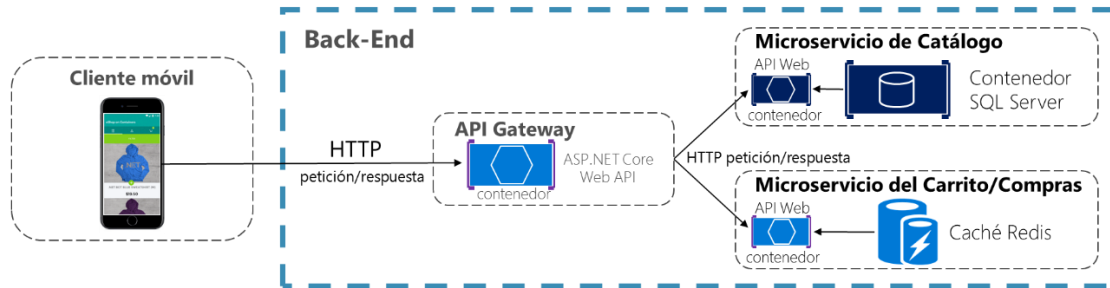 Back-End
Cliente móvil
HTTP
petición/respuesta
API Gateway
ASP.NET Core
Web API
contenedor
HTTP petición/respuesta
Microservicio de Catálogo
API Web
contenedor
Contenedor
SQL Server
Microservicio del Carrito/Compras
API Web
contenedor
Caché Redis
.NET